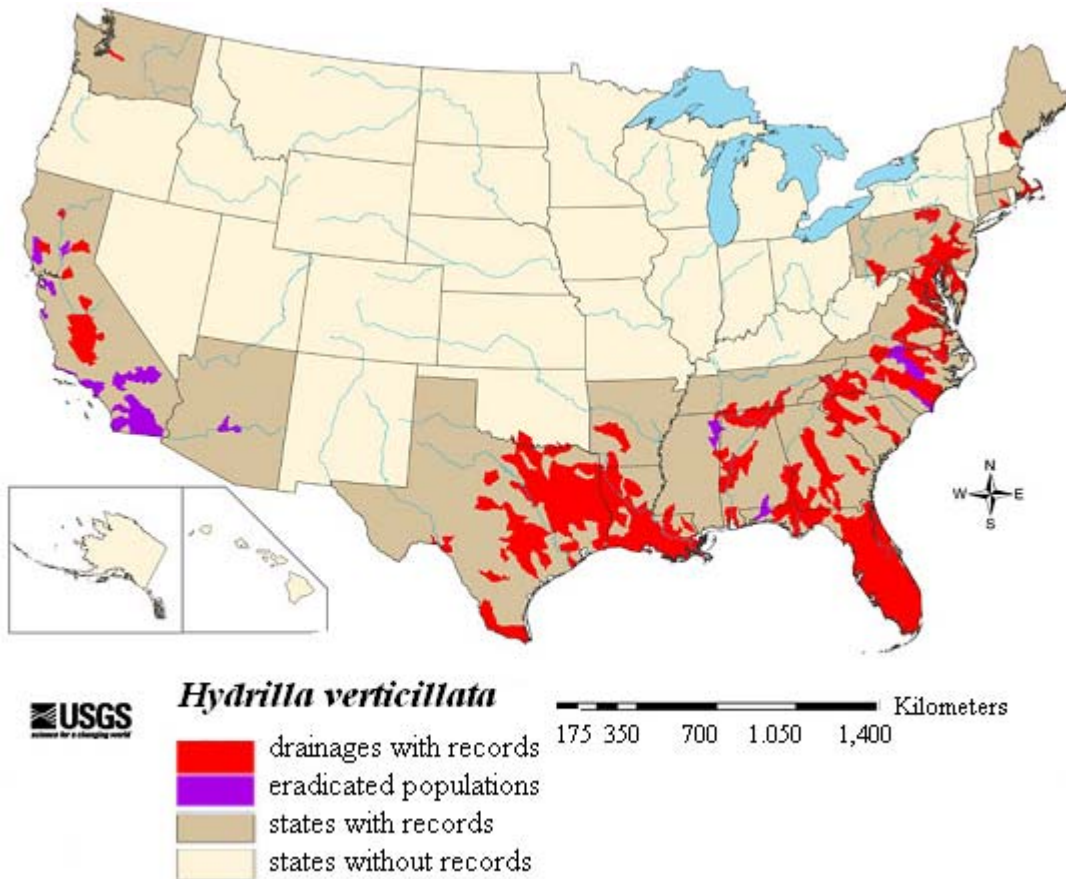 N
W E
S
Hydrilla verticillata
USGS
science for a changing world
Kilometers
175 350 700 1.050 1,400
drainages with records
eradicated populations
states with records
states without records